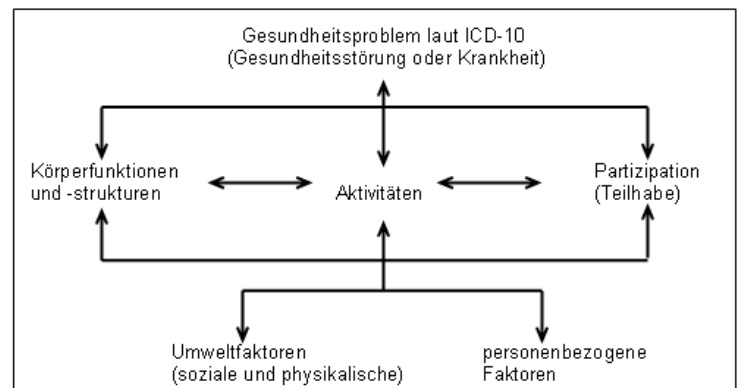 Gesundheitsproblem laut ICD-10
(Gesundheitsstörung oder Krankheit)
Körperfunktionen
und -strukturen
Aktivitäten
Partizipation
(Teilhabe)
Umweltfaktoren
(soziale und physikalische)
personenbezogene
Faktoren